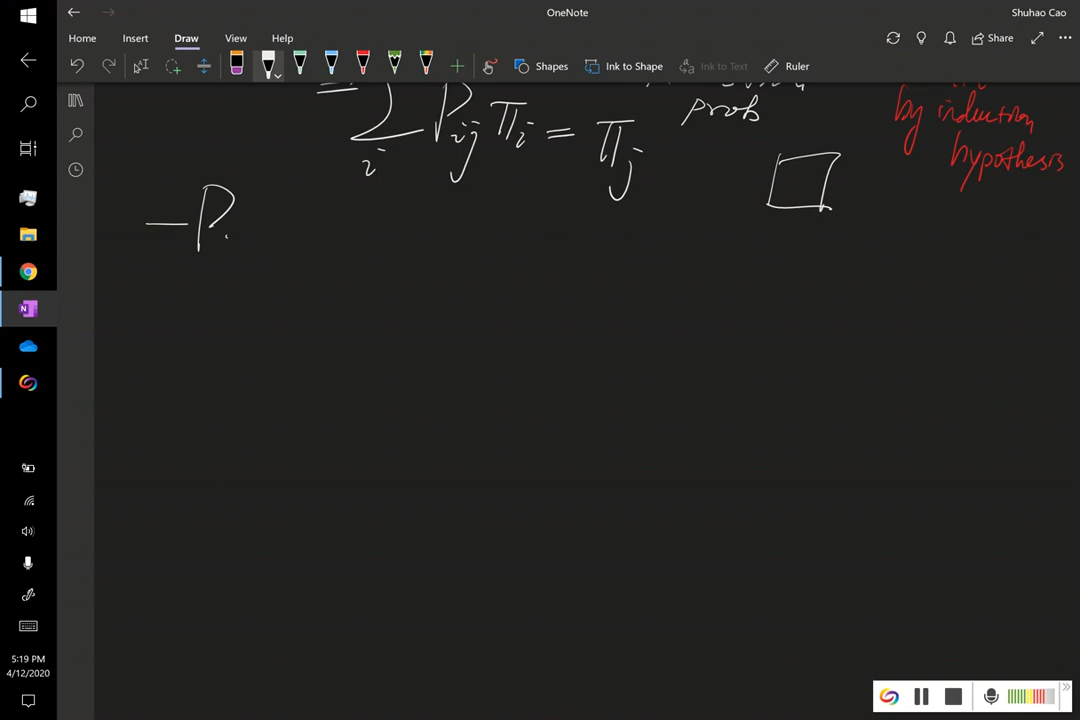 OneNote
Shuhao Cao
Home Insert Draw View Help
Share
Shapes Ink to Shape Ink to Text Ruler
prob
by induction
hypothesis
∑ P_ij π_i = π_j
i
— P.
5:19 PM
4/12/2020